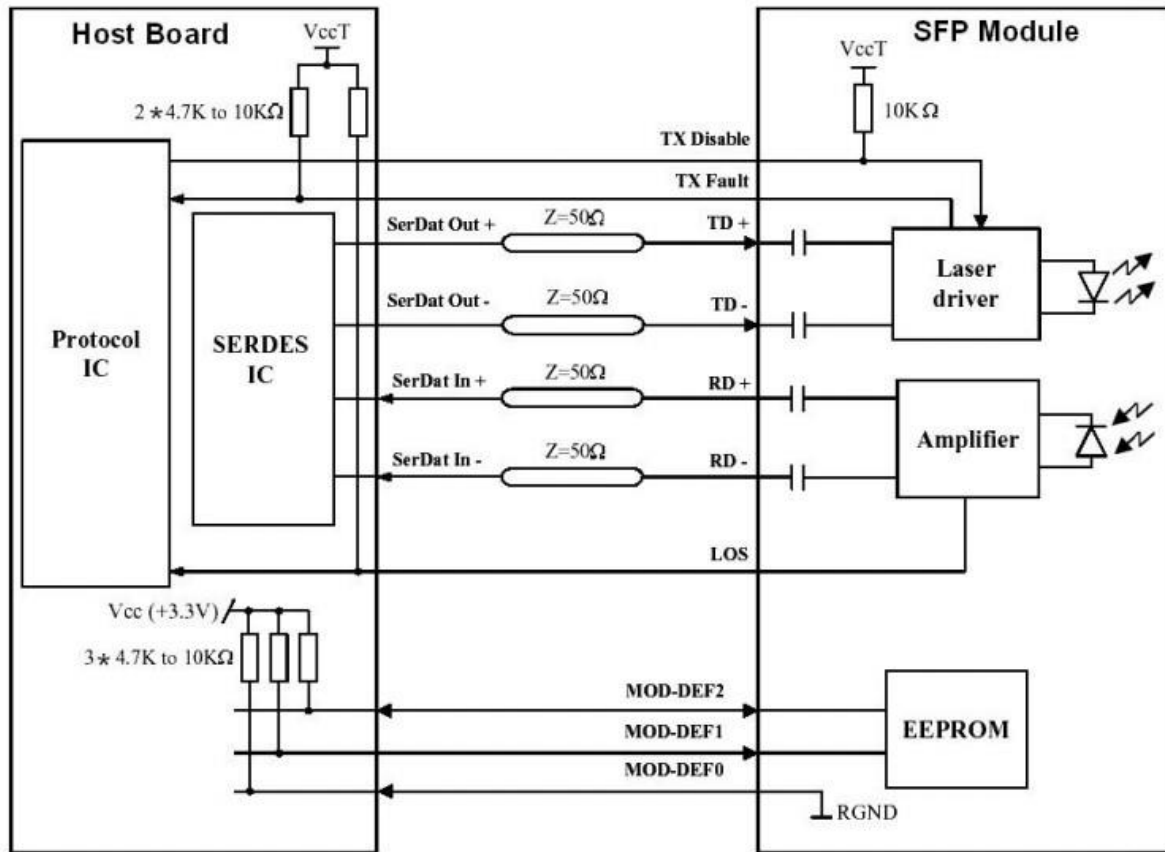 Host Board
VccT
2*4.7K to 10KΩ
SFP Module
VccT
10KΩ
TX Disable
TX Fault
SerDat Out +
Z=50Ω
TD +
SerDat Out -
Z=50Ω
TD -
Laser
driver
Protocol
IC
SERDES
IC
SerDat In +
Z=50Ω
RD +
SerDat In -
Z=50Ω
RD -
Amplifier
LOS
Vcc (+3.3V)
3*4.7K to 10KΩ
MOD-DEF2
MOD-DEF1
MOD-DEF0
EEPROM
RGND